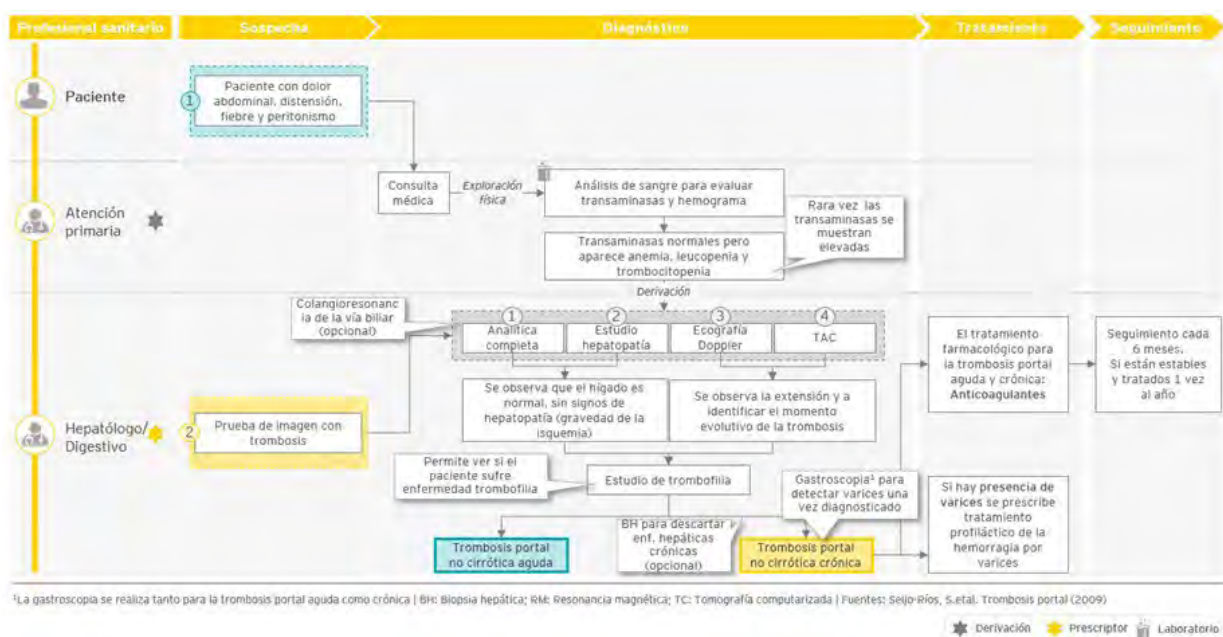 Profesional sanitario
Sospecha
Diagnóstico
Tratamiento
Seguimiento
Paciente
1
Paciente con dolor
abdominal, distensión,
fiebre y peritonismo
Atención
primaria
Consulta
médica
Exploración
física
Análisis de sangre para evaluar
transaminasas y hemograma
Rara vez las
transaminasas se
muestran
elevadas
Transaminasas normales pero
aparece anemia, leucopenia y
trombocitopenia
Derivación
Hepatólogo/
Digestivo
2
Prueba de imagen con
trombosis
Colangioresonanc
ia de la vía biliar
(opcional)
1
Analítica
completa
2
Estudio
hepatopatía
3
Ecografía
Doppler
4
TAC
Se observa que el hígado es
normal, sin signos de
hepatopatía (gravedad de la
isquemia)
Se observa la extensión y a
identificar el momento
evolutivo de la trombosis
Permite ver si el
paciente sufre
enfermedad trombofilia
Estudio de trombofilia
Gastroscopia¹ para
detectar varices una
vez diagnosticado
BH para descartar
enf. hepáticas
crónicas
(opcional)
Trombosis portal
no cirrótica aguda
Trombosis portal
no cirrótica crónica
El tratamiento
farmacológico para
la trombosis portal
aguda y crónica:
Anticoagulantes
Si hay presencia de
varices se prescribe
tratamiento
profiláctico de la
hemorragia por
varices
Seguimiento cada
6 meses.
Si están estables
y tratados 1 vez
al año
¹La gastroscopia se realiza tanto para la trombosis portal aguda como crónica | BH: Biopsia hepática; RM: Resonancia magnética; TC: Tomografía computarizada | Fuentes: Seijo-Ríos, S.etal. Trombosis portal (2009)
Derivación
Prescriptor
Laboratorio